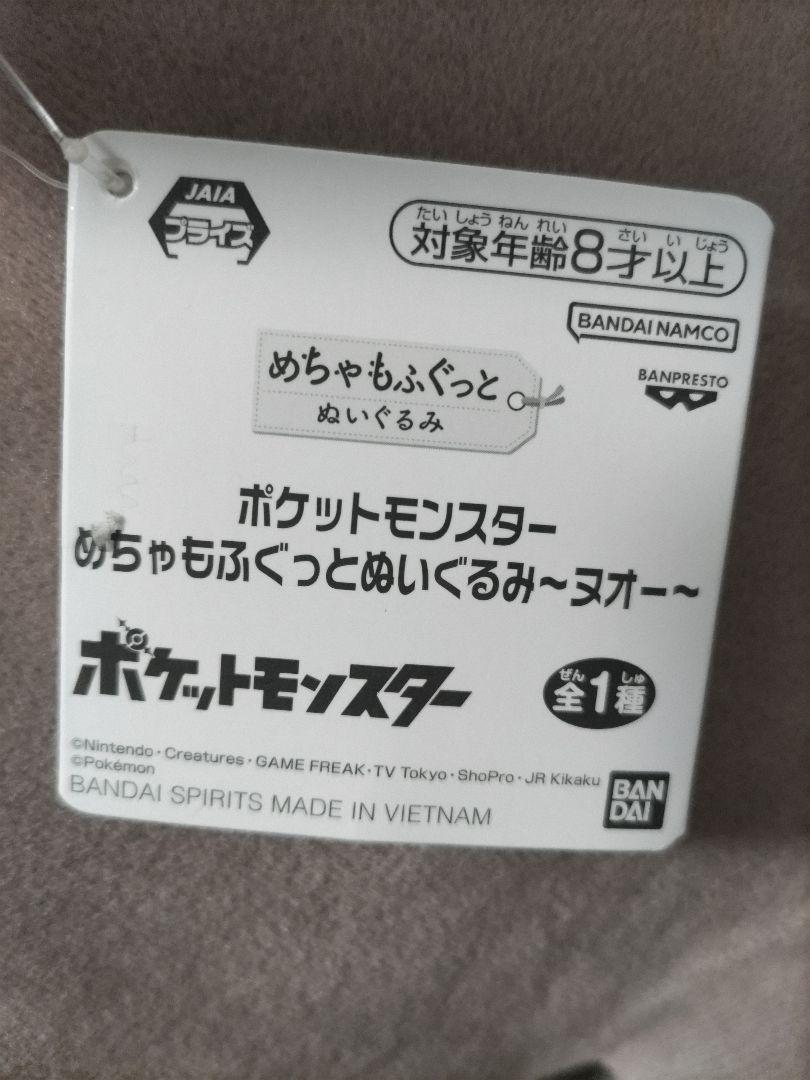 JAIA
プライズ
たいしょうねんれい さいいじょう
対象年齢8才以上
BANDAI NAMCO
BANPRESTO
めちゃもふぐっと
ぬいぐるみ
ポケットモンスター
めちゃもふぐっとぬいぐるみ~ヌオー~
ポケットモンスター
ぜん しゅ
全1種
©Nintendo・Creatures・GAME FREAK・TV Tokyo・ShoPro・JR Kikaku
©Pokémon
BANDAI SPIRITS MADE IN VIETNAM
BAN
DAI